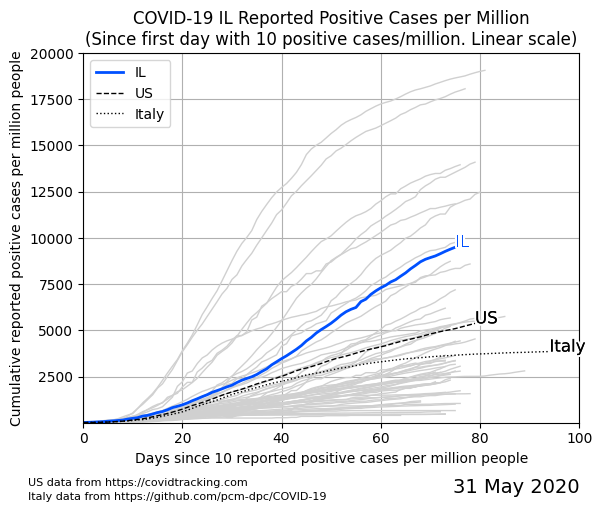 COVID-19 IL Reported Positive Cases per Million
(Since first day with 10 positive cases/million. Linear scale)
Cumulative reported positive cases per million people
20000
17500
15000
12500
10000
7500
5000
2500
IL
US
Italy
IL
US
Italy
0 20 40 60 80 100
Days since 10 reported positive cases per million people
US data from https://covidtracking.com
Italy data from https://github.com/pcm-dpc/COVID-19
31 May 2020